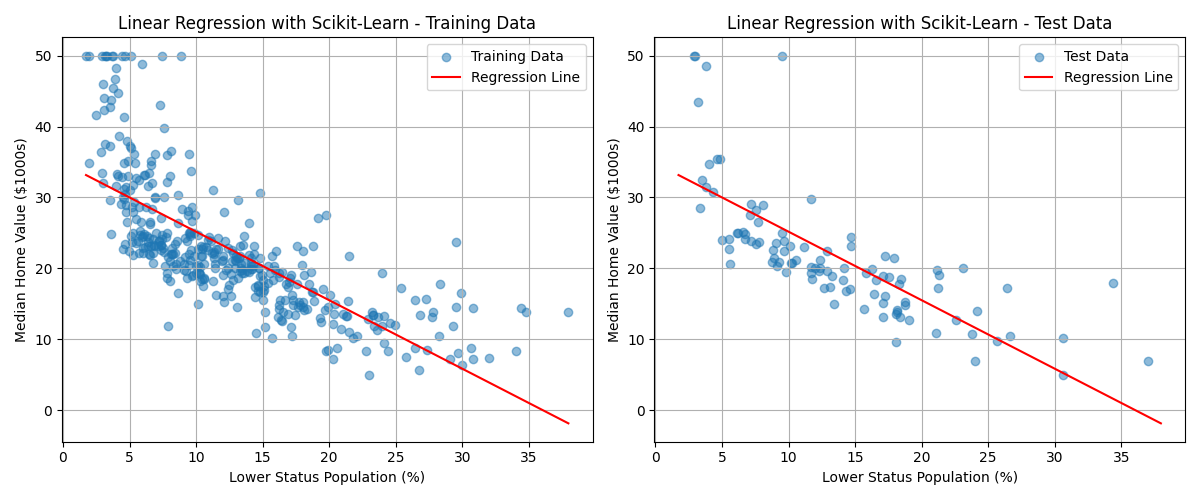 Linear Regression with Scikit-Learn - Training Data
Training Data
Regression Line
50
40
30
20
10
0
Median Home Value ($1000s)
0 5 10 15 20 25 30 35
Lower Status Population (%)
Linear Regression with Scikit-Learn - Test Data
Test Data
Regression Line
50
40
30
20
10
0
Median Home Value ($1000s)
0 5 10 15 20 25 30 35
Lower Status Population (%)